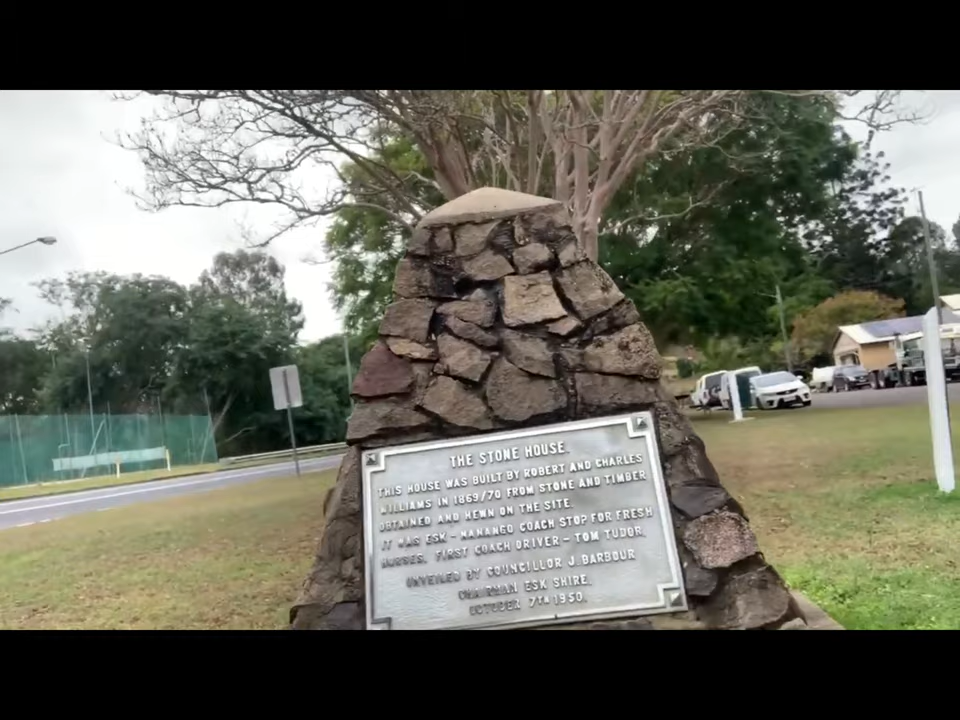 THE STONE HOUSE.
THIS HOUSE WAS BUILT BY ROBERT AND CHARLES
WILLIAMS IN 1869/70 FROM STONE AND TIMBER
OBTAINED AND HEWN ON THE SITE.
IT WAS ESK - NANANGO COACH STOP FOR FRESH
HORSES. FIRST COACH DRIVER - TOM TUDOR.
UNVEILED BY COUNCILLOR J. BARBOUR
CHAIRMAN ESK SHIRE.
OCTOBER 7TH 1950.